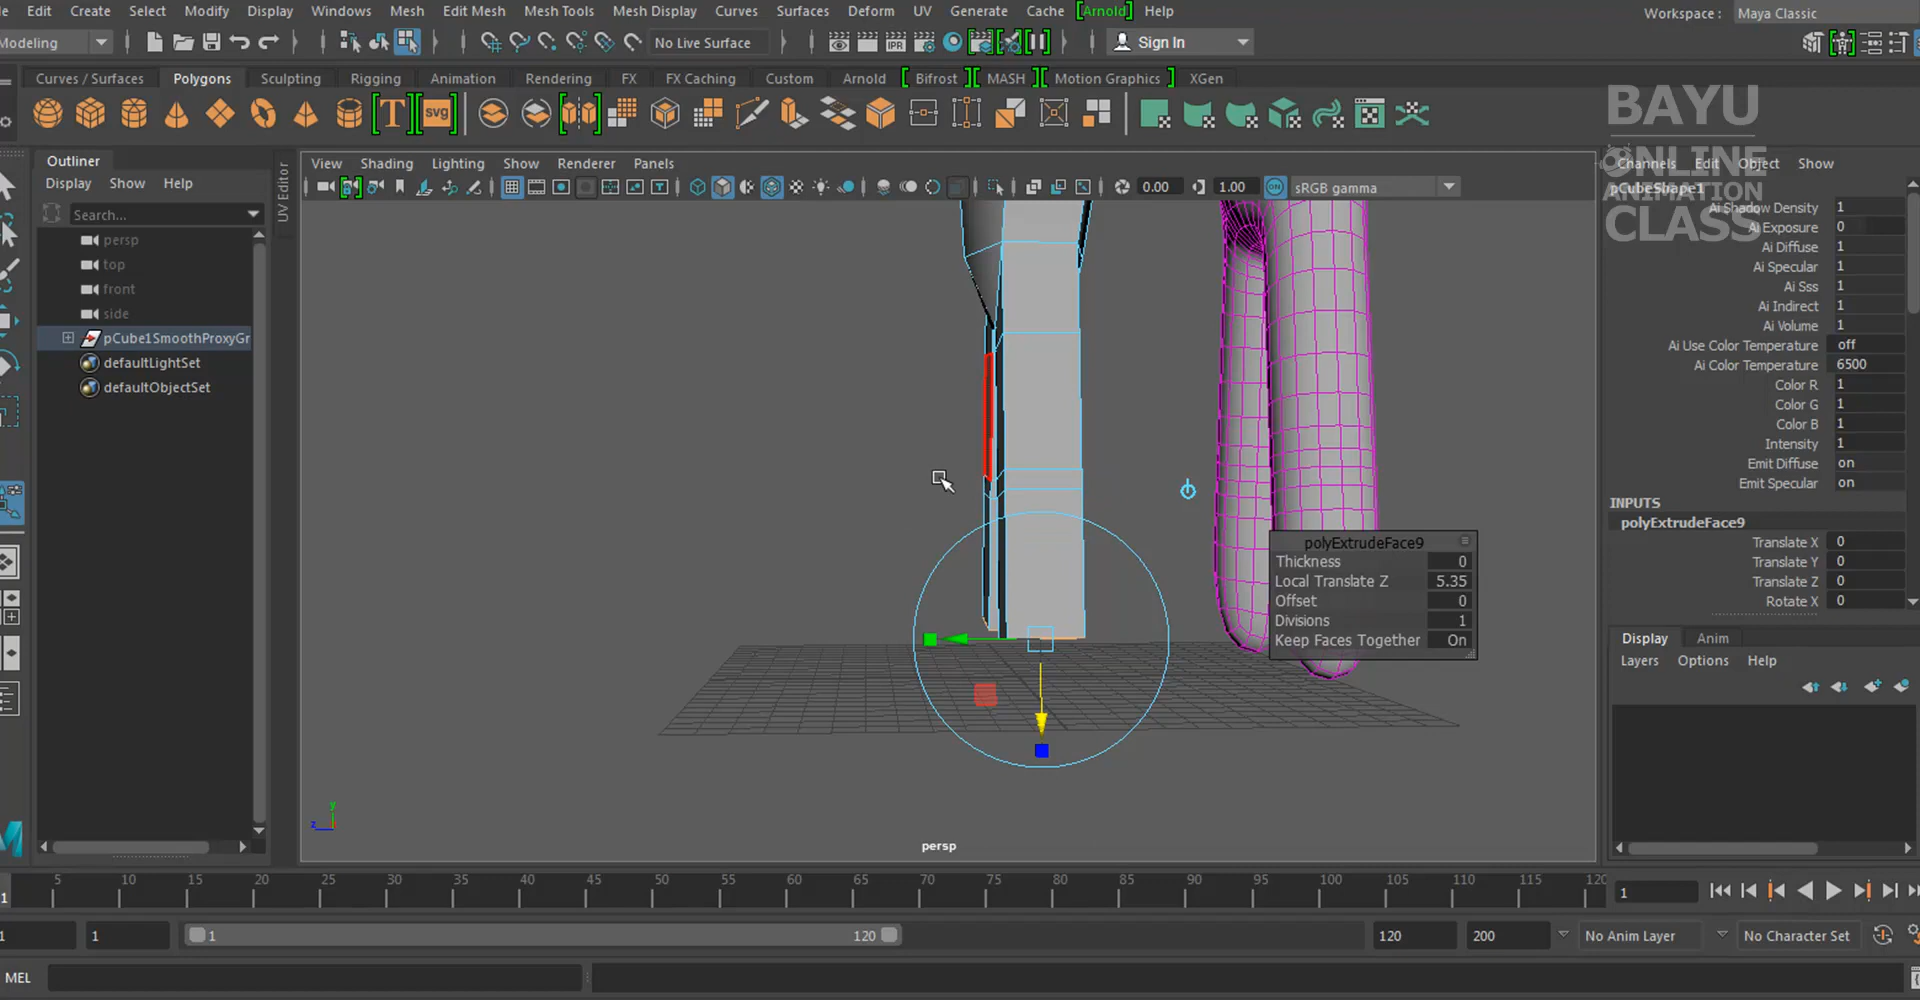 Edit Create Select Modify Display Windows Mesh Edit Mesh Mesh Tools Mesh Display Curves Surfaces Deform UV Generate Cache [Arnold] Help
Workspace : Maya Classic
Modeling
No Live Surface
IPR
Sign In
Curves / Surfaces Polygons Sculpting Rigging Animation Rendering FX FX Caching Custom Arnold [ Bifrost ][ MASH ][ Motion Graphics ] XGen
T svg
BAYU
ONLINE
ANIMATION
CLASS
Outliner
Display Show Help
Search...
persp
top
front
side
pCube1SmoothProxyGr
defaultLightSet
defaultObjectSet
UV Editor
View Shading Lighting Show Renderer Panels
0.00 1.00 ON sRGB gamma
Channels Edit Object Show
pCubeShape1
Ai Shadow Density 1
Ai Exposure 0
Ai Diffuse 1
Ai Specular 1
Ai Sss 1
Ai Indirect 1
Ai Volume 1
Ai Use Color Temperature off
Ai Color Temperature 6500
Color R 1
Color G 1
Color B 1
Intensity 1
Emit Diffuse on
Emit Specular on
INPUTS
polyExtrudeFace9
Translate X 0
Translate Y 0
Translate Z 0
Rotate X 0
polyExtrudeFace9
Thickness 0
Local Translate Z 5.35
Offset 0
Divisions 1
Keep Faces Together On
Display Anim
Layers Options Help
y
z
persp
1 5 10 15 20 25 30 35 40 45 50 55 60 65 70 75 80 85 90 95 100 105 110 115 120
1
1 1 1 120 120 200 No Anim Layer No Character Set
MEL